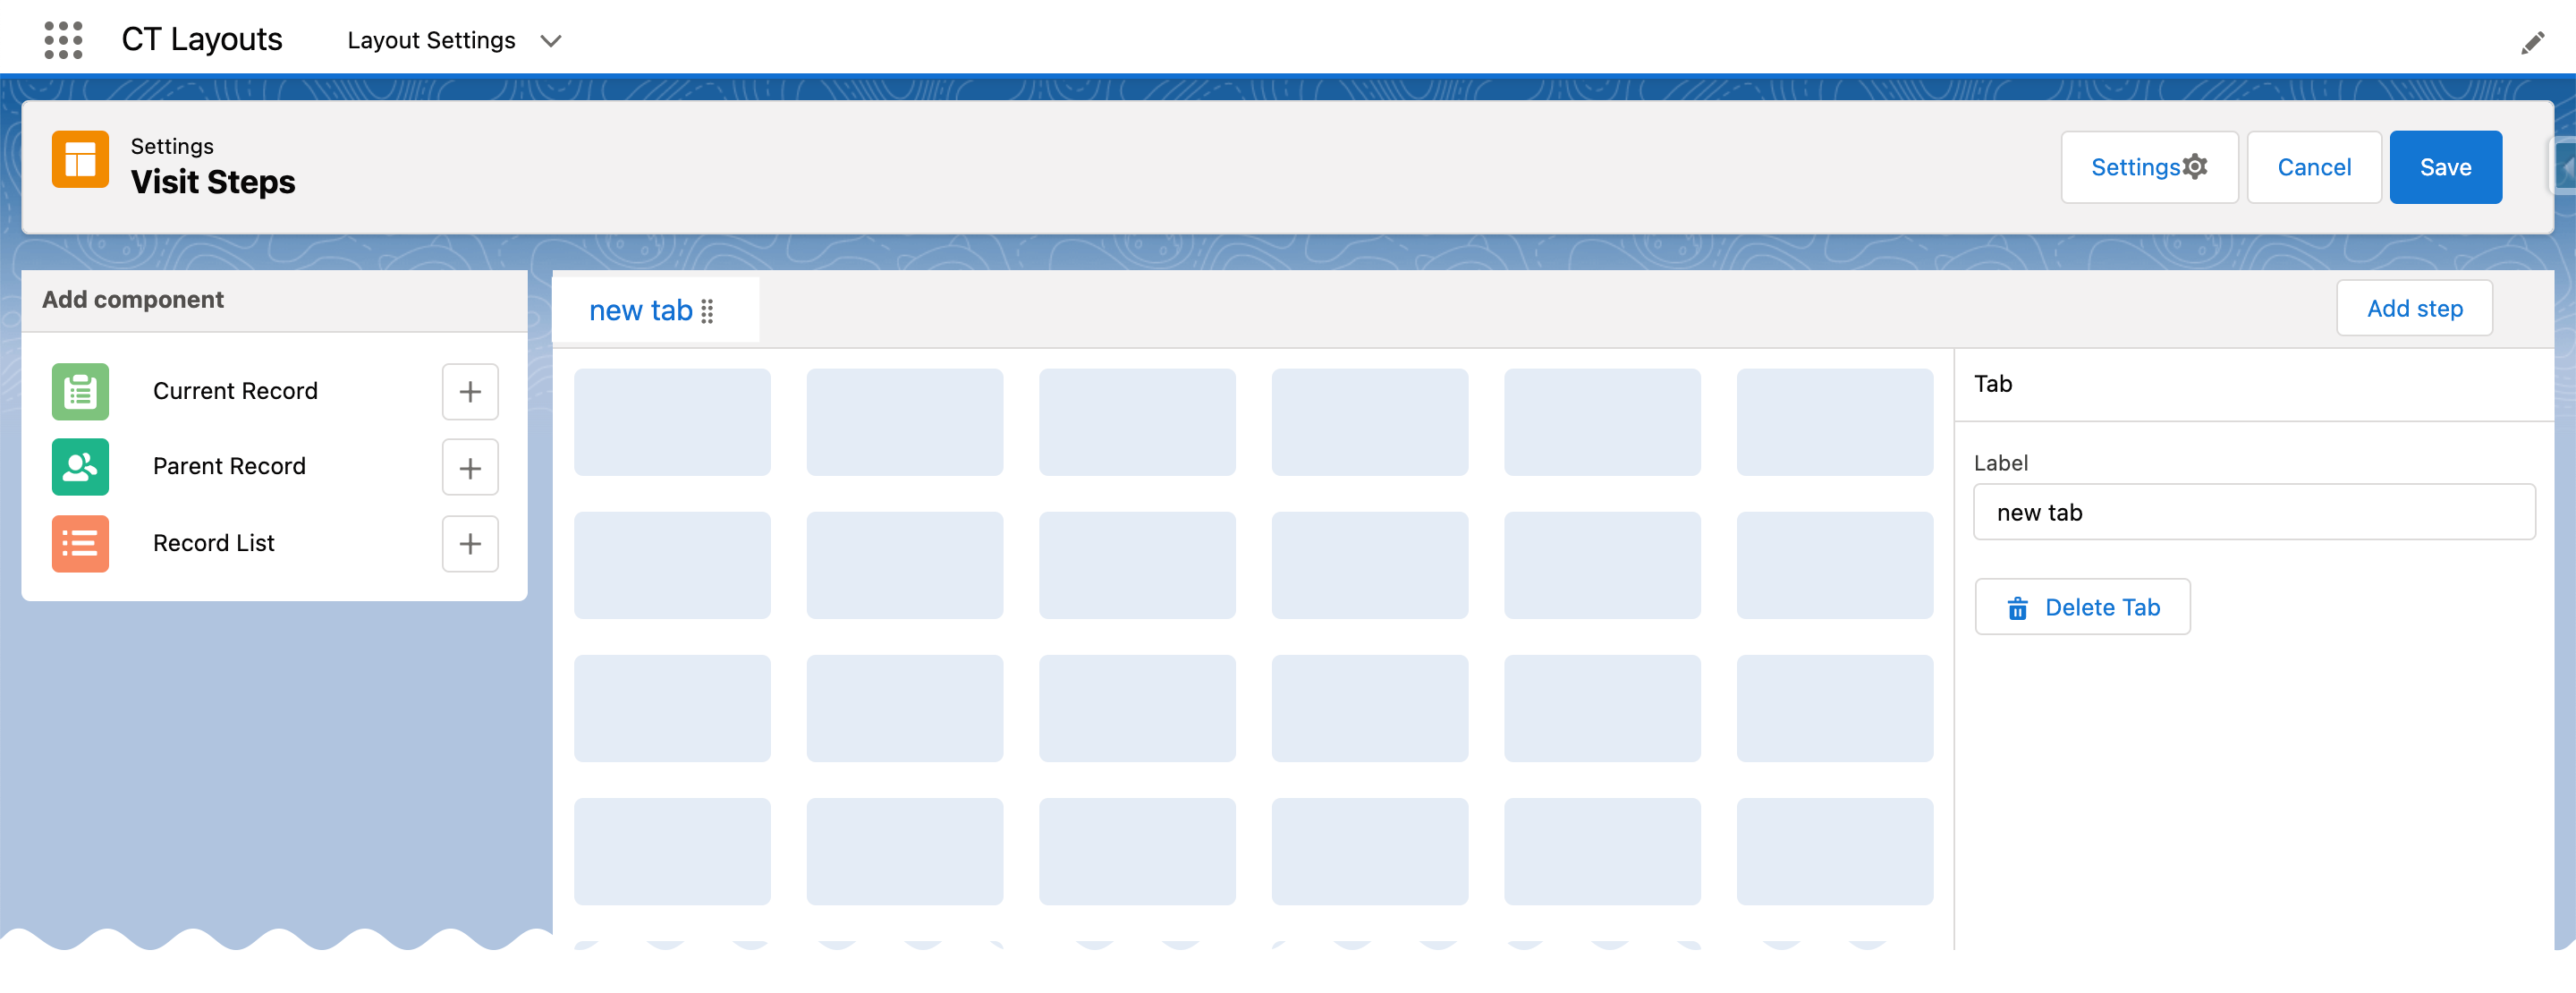 CT Layouts
Layout Settings
Settings
Visit Steps
Settings
Cancel
Save
Add component
Current Record
Parent Record
Record List
new tab
Add step
Tab
Label
new tab
Delete Tab